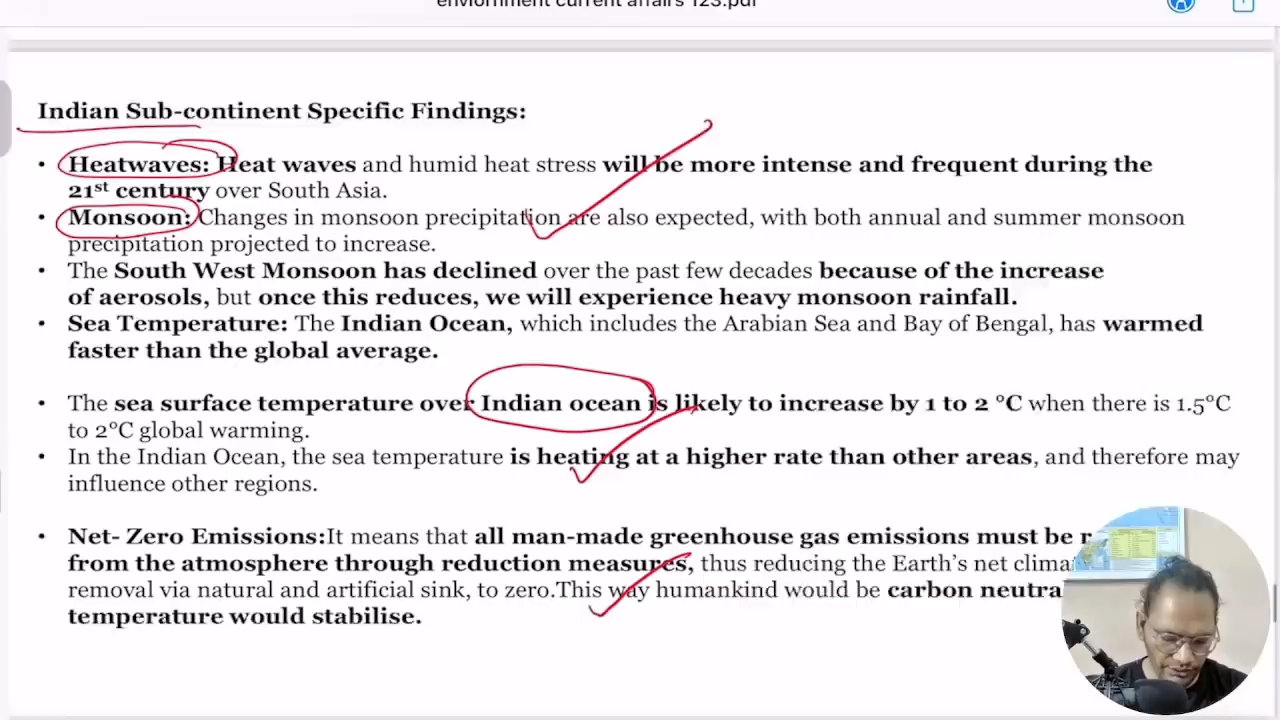 enviornment current affairs 123.pdf
Indian Sub-continent Specific Findings:
• Heatwaves: Heat waves and humid heat stress will be more intense and frequent during the
21st century over South Asia.
• Monsoon: Changes in monsoon precipitation are also expected, with both annual and summer monsoon
precipitation projected to increase.
• The South West Monsoon has declined over the past few decades because of the increase
of aerosols, but once this reduces, we will experience heavy monsoon rainfall.
• Sea Temperature: The Indian Ocean, which includes the Arabian Sea and Bay of Bengal, has warmed
faster than the global average.
• The sea surface temperature over Indian ocean is likely to increase by 1 to 2 °C when there is 1.5°C
to 2°C global warming.
• In the Indian Ocean, the sea temperature is heating at a higher rate than other areas, and therefore may
influence other regions.
• Net- Zero Emissions:It means that all man-made greenhouse gas emissions must be
from the atmosphere through reduction measures, thus reducing the Earth's net
removal via natural and artificial sink, to zero.This way humankind would be carbon
temperature would stabilise.